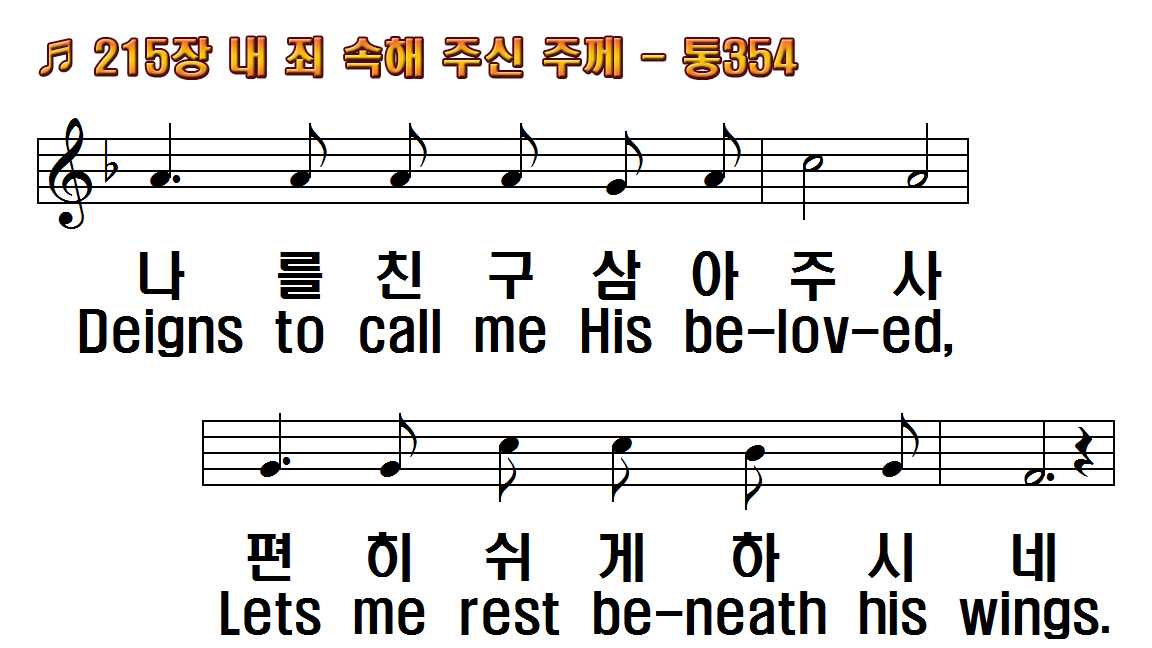 ♬ 215장 내 죄 속해 주신 주께 - 통354
나 를 친 구 삼 아 주 사
Deigns to call me His be-lov-ed,
편 히 쉬 게 하 시 네
Lets me rest be-neath his wings.